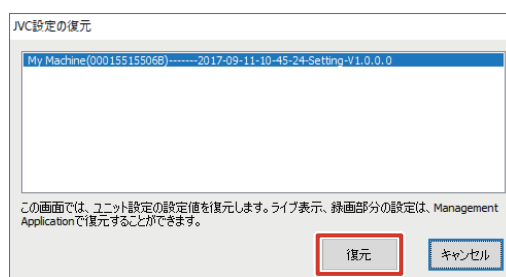 JVC設定の復元
My Machine(00015515506B)-------2017-09-11-10-45-24-Setting-V1.0.0.0
この画面では、ユニット設定の設定値を復元します。ライブ表示、録画部分の設定は、Management
Applicationで復元することができます。
復元
キャンセル